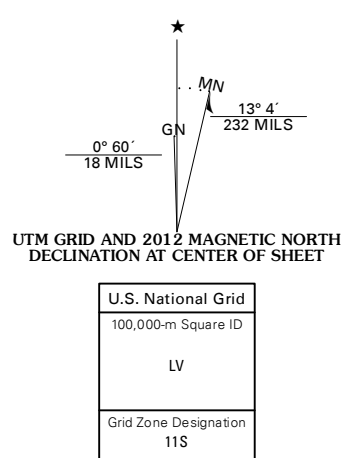 ★
MN
13° 4´
232 MILS
GN
0° 60´
18 MILS
UTM GRID AND 2012 MAGNETIC NORTH
DECLINATION AT CENTER OF SHEET
U.S. National Grid
100,000-m Square ID
LV
Grid Zone Designation
11S